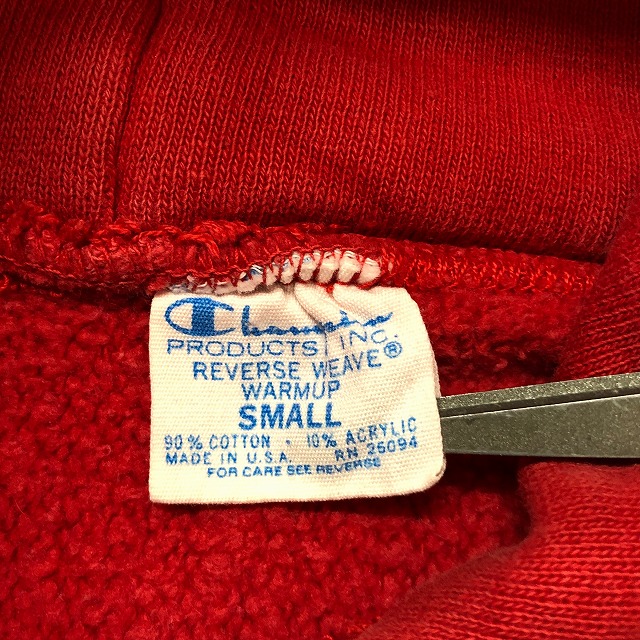 Champion
PRODUCTS, INC.
REVERSE WEAVE®
WARMUP
SMALL
90% COTTON - 10% ACRYLIC
MADE IN U.S.A. RN 26094
FOR CARE SEE REVERSE